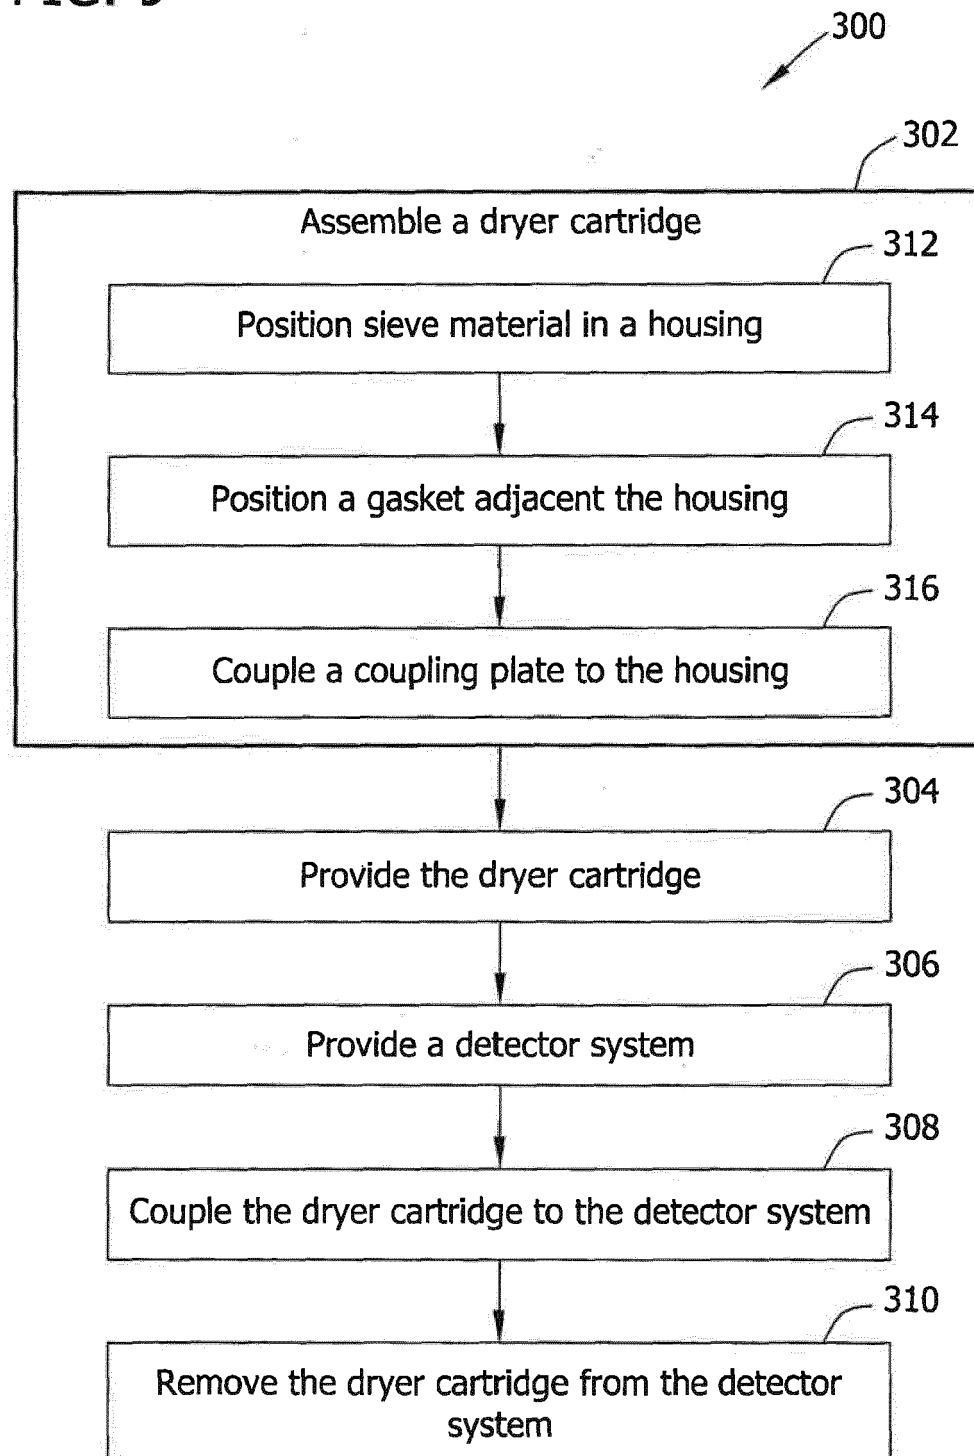 300
302
Assemble a dryer cartridge
312
Position sieve material in a housing
314
Position a gasket adjacent the housing
316
Couple a coupling plate to the housing
304
Provide the dryer cartridge
306
Provide a detector system
308
Couple the dryer cartridge to the detector system
310
Remove the dryer cartridge from the detector
system